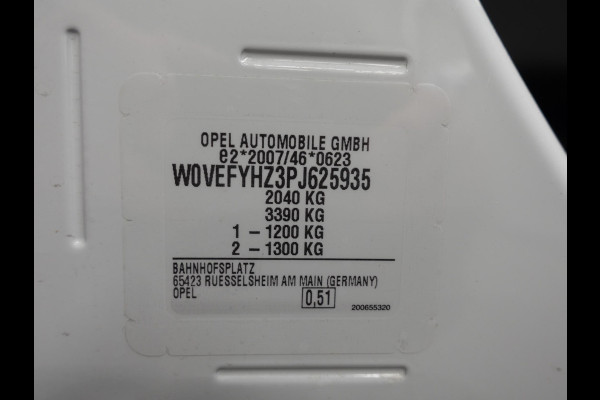 OPEL AUTOMOBILE GMBH
e2*2007/46*0623
W0VEFYHZ3PJ625935
2040 KG
3390 KG
1 – 1200 KG
2 – 1300 KG
BAHNHOFSPLATZ
65423 RUESSELSHEIM AM MAIN (GERMANY)
OPEL 0,51
200655320